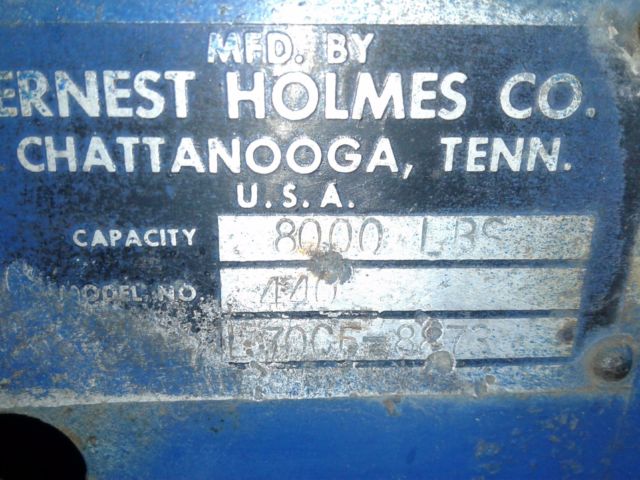 MFD. BY
ERNEST HOLMES CO.
CHATTANOOGA, TENN.
U.S.A.
CAPACITY 8000 LBS
MODEL NO. 440